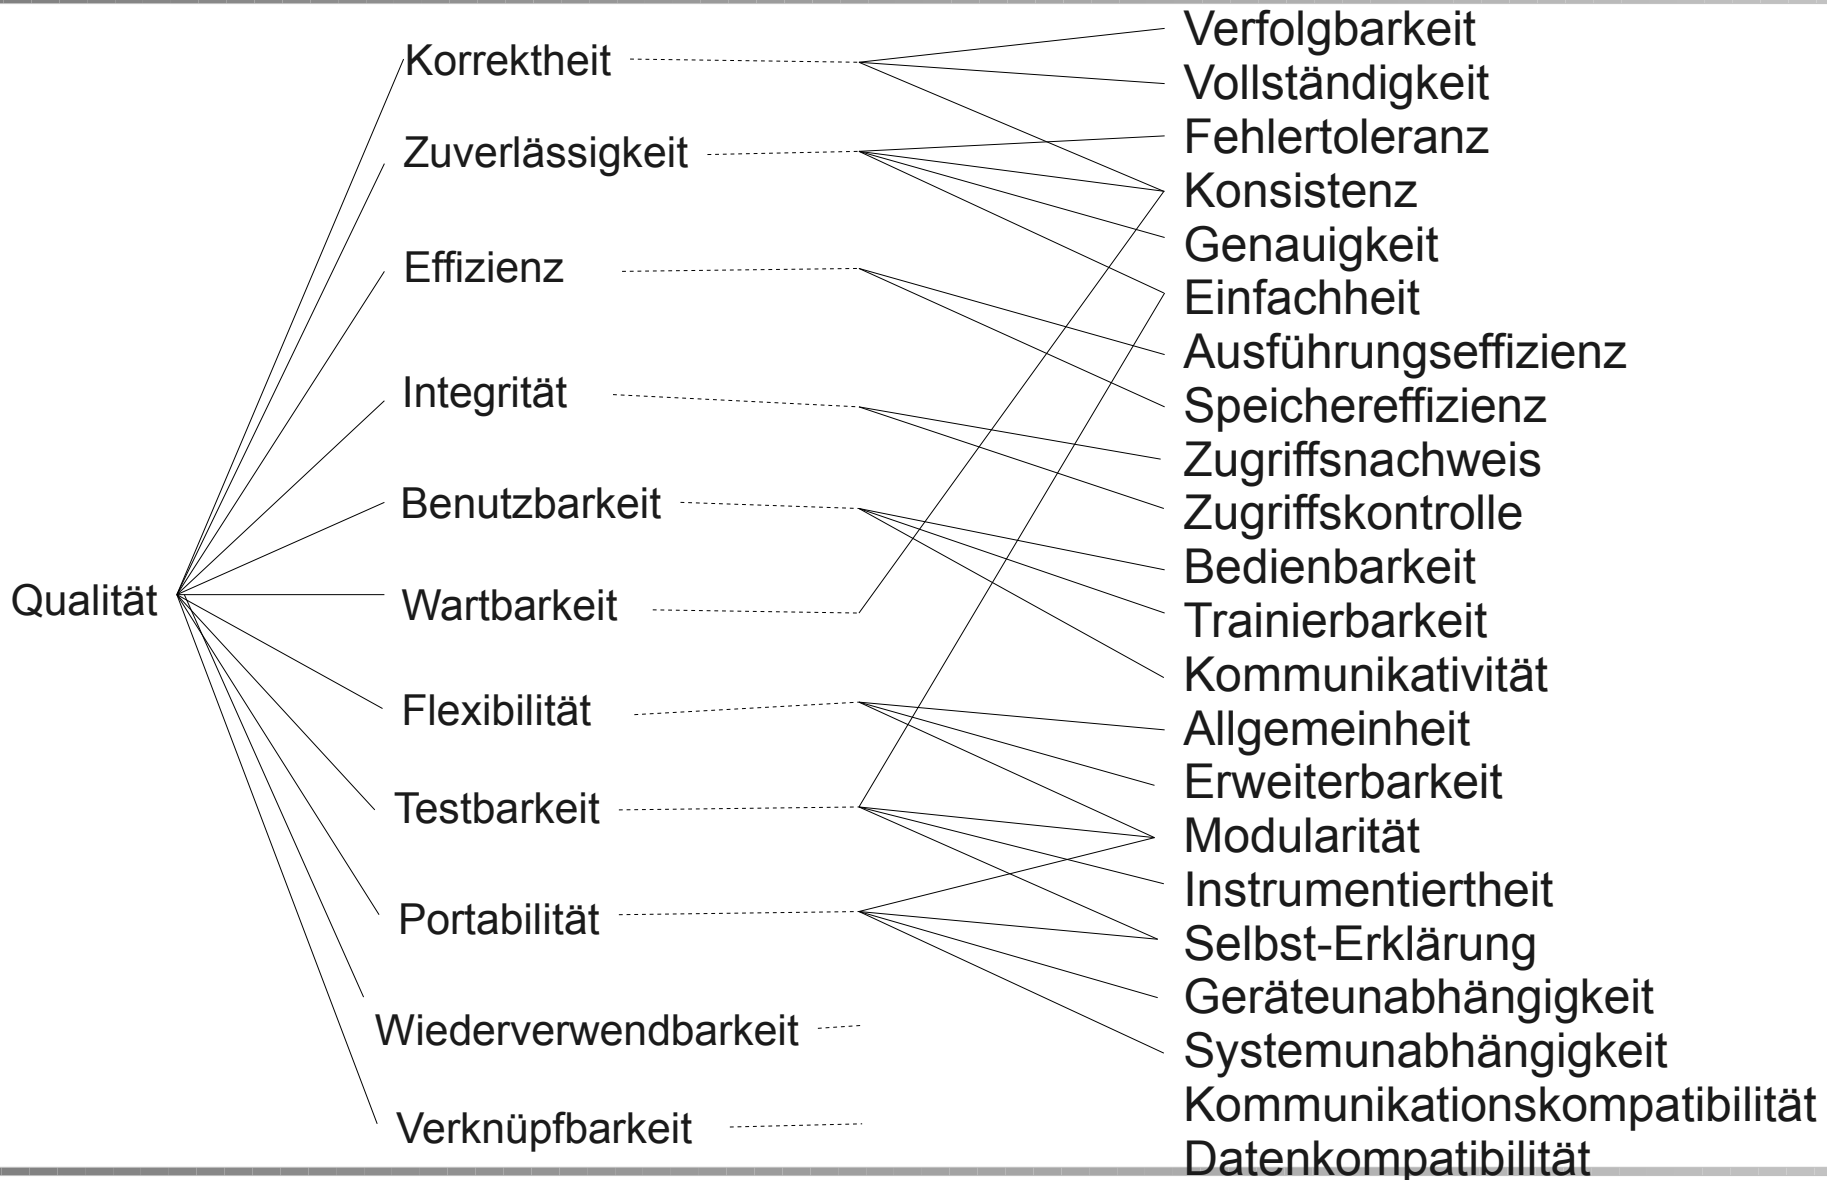 Qualität
Korrektheit
Zuverlässigkeit
Effizienz
Integrität
Benutzbarkeit
Wartbarkeit
Flexibilität
Testbarkeit
Portabilität
Wiederverwendbarkeit
Verknüpfbarkeit
Verfolgbarkeit
Vollständigkeit
Fehlertoleranz
Konsistenz
Genauigkeit
Einfachheit
Ausführungseffizienz
Speichereffizienz
Zugriffsnachweis
Zugriffskontrolle
Bedienbarkeit
Trainierbarkeit
Kommunikativität
Allgemeinheit
Erweiterbarkeit
Modularität
Instrumentiertheit
Selbst-Erklärung
Geräteunabhängigkeit
Systemunabhängigkeit
Kommunikationskompatibilität
Datenkompatibilität